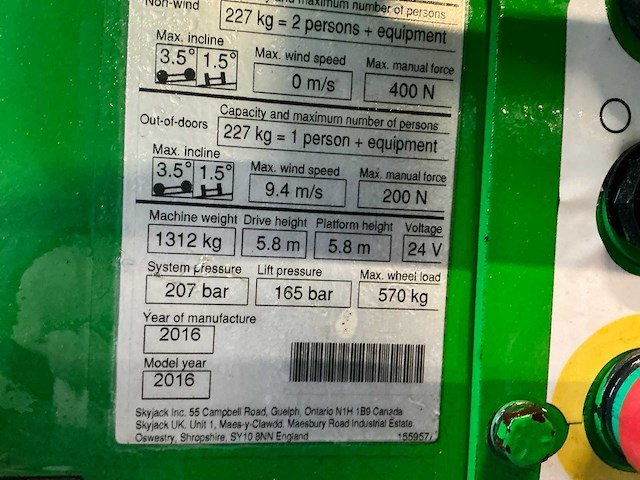 Non-wind
and maximum number of persons
227 kg = 2 persons + equipment
Max. incline
3.5° 1.5°
Max. wind speed
0 m/s
Max. manual force
400 N
Out-of-doors
Capacity and maximum number of persons
227 kg = 1 person + equipment
Max. incline
3.5° 1.5°
Max. wind speed
9.4 m/s
Max. manual force
200 N
Machine weight Drive height Platform height Voltage
1312 kg 5.8 m 5.8 m 24 V
System pressure Lift pressure Max. wheel load
207 bar 165 bar 570 kg
Year of manufacture
2016
Model year
2016
Skyjack Inc. 55 Campbell Road, Guelph, Ontario N1H 1B9 Canada
Skyjack UK, Unit 1, Maes-y-Clawdd, Maesbury Road Industrial Estate
Oswestry, Shropshire, SY10 8NN England
155957/